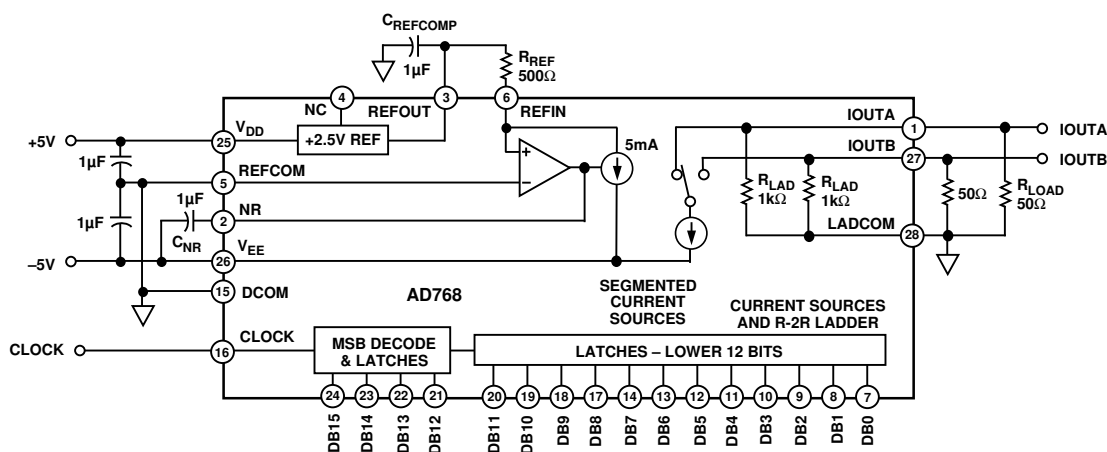 CREFCOMP
1µF
RREF
500Ω
4
3
6
NC
REFOUT
REFIN
+5V
25
VDD
+2.5V REF
5mA
IOUTA
1
IOUTA
IOUTB
27
IOUTB
1µF
5
REFCOM
+
–
RLAD
1kΩ
RLAD
1kΩ
50Ω
RLOAD
50Ω
1µF
1µF
2
NR
CNR
LADCOM
28
–5V
26
VEE
15
DCOM
AD768
SEGMENTED
CURRENT
SOURCES
CURRENT SOURCES
AND R-2R LADDER
CLOCK
16
CLOCK
MSB DECODE
& LATCHES
LATCHES – LOWER 12 BITS
24 23 22 21 20 19 18 17 14 13 12 11 10 9 8 7
DB15 DB14 DB13 DB12 DB11 DB10 DB9 DB8 DB7 DB6 DB5 DB4 DB3 DB2 DB1 DB0